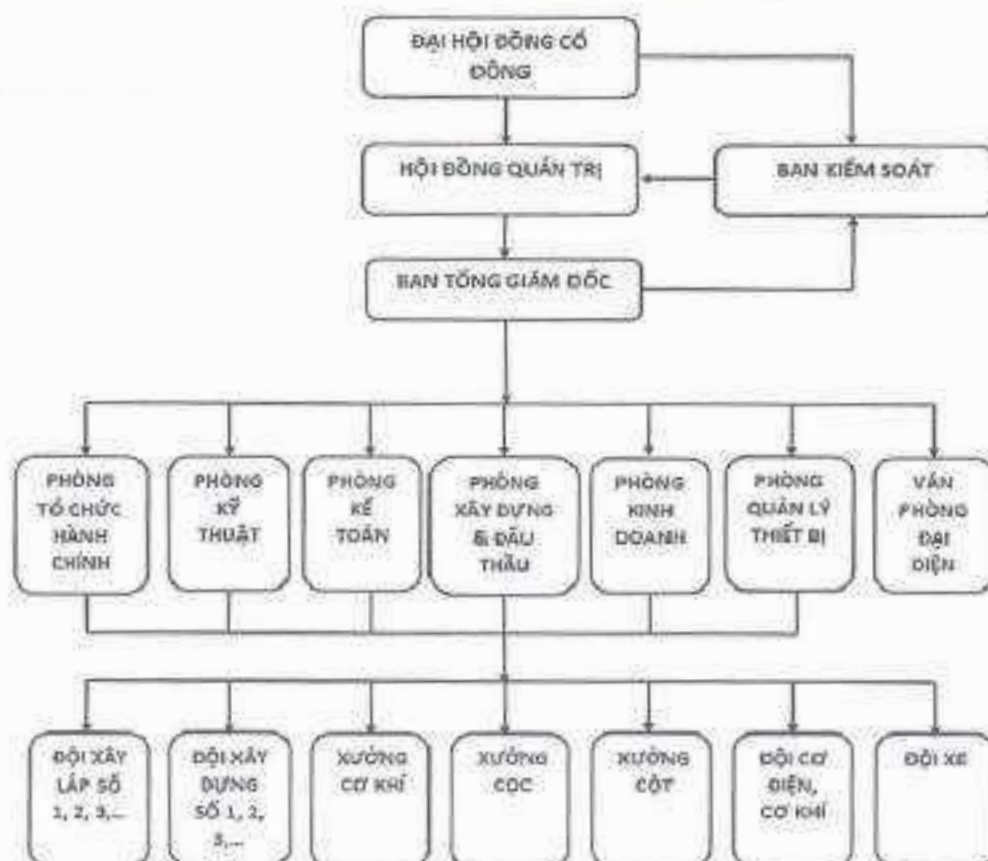 ĐẠI HỘI ĐỒNG CỔ
ĐÔNG
HỘI ĐỒNG QUẢN TRỊ
BAN KIỂM SOÁT
BAN TỔNG GIÁM ĐỐC
PHÒNG
TỔ CHỨC
HÀNH
CHÍNH
PHÒNG
KỸ
THUẬT
PHÒNG
KẾ
TOÁN
PHÒNG
XÂY DỰNG
& ĐẤU
THẦU
PHÒNG
KINH
DOANH
PHÒNG
QUẢN LÝ
THIẾT BỊ
VĂN
PHÒNG
ĐẠI
DIỆN
ĐỘI XÂY
LẮP SỐ
1, 2, 3,...
ĐỘI XÂY
DỰNG
SỐ 1, 2,
3,...
XƯỞNG
CƠ KHÍ
XƯỞNG
CỌC
XƯỞNG
CỘT
ĐỘI CƠ
ĐIỆN,
CƠ KHÍ
ĐỘI XE